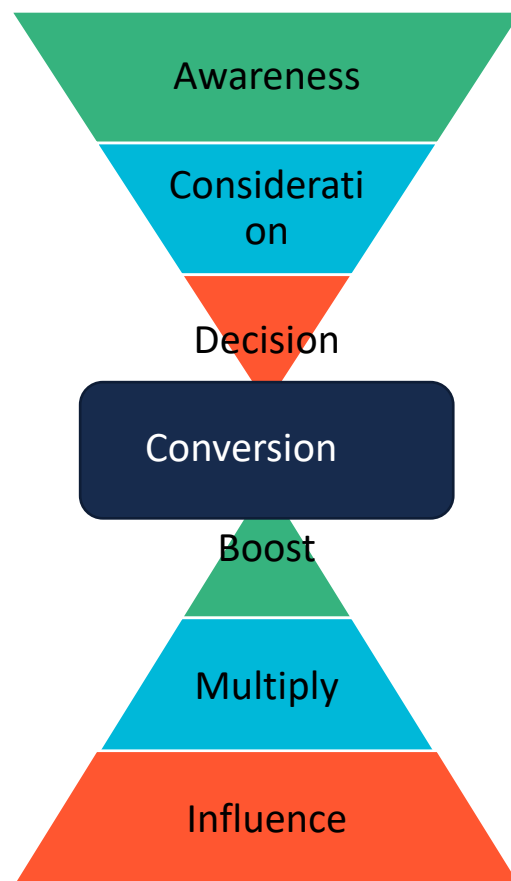 Awareness
Considerati
on
Decision
Conversion
Boost
Multiply
Influence